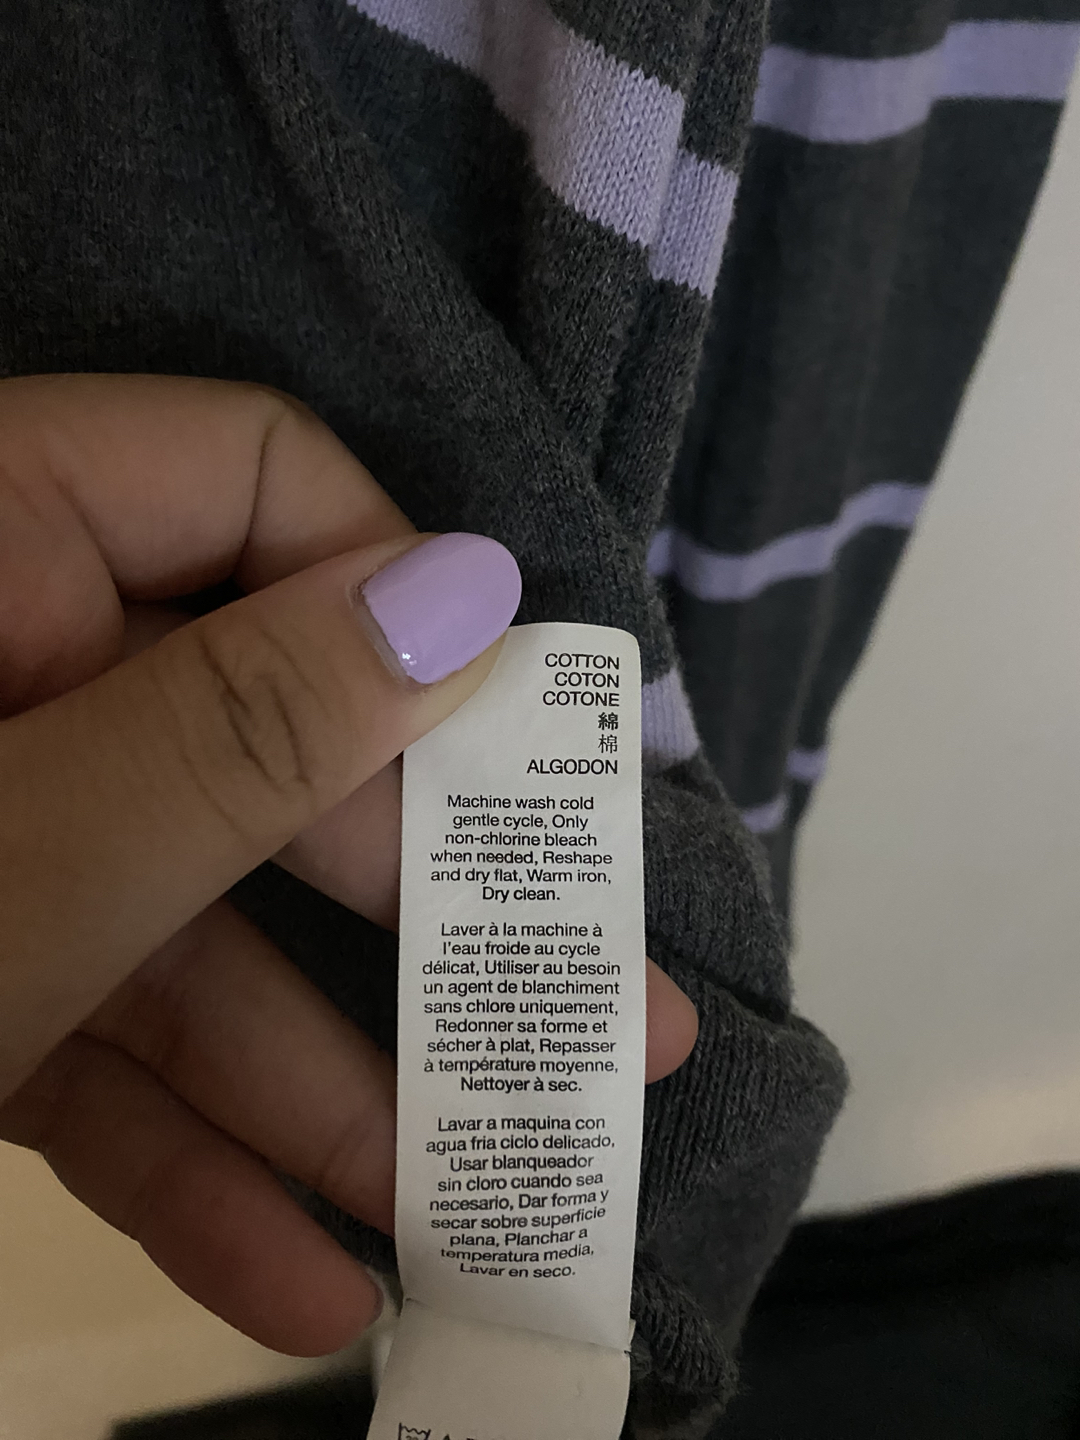 COTTON
COTON
COTONE
綿
棉
ALGODON
Machine wash cold
gentle cycle, Only
non-chlorine bleach
when needed, Reshape
and dry flat, Warm iron,
Dry clean.
Laver à la machine à
l'eau froide au cycle
délicat, Utiliser au besoin
un agent de blanchiment
sans chlore uniquement,
Redonner sa forme et
sécher à plat, Repasser
à température moyenne,
Nettoyer à sec.
Lavar a maquina con
agua fria ciclo delicado,
Usar blanqueador
sin cloro cuando sea
necesario, Dar forma y
secar sobre superficie
plana, Planchar a
temperatura media,
Lavar en seco.